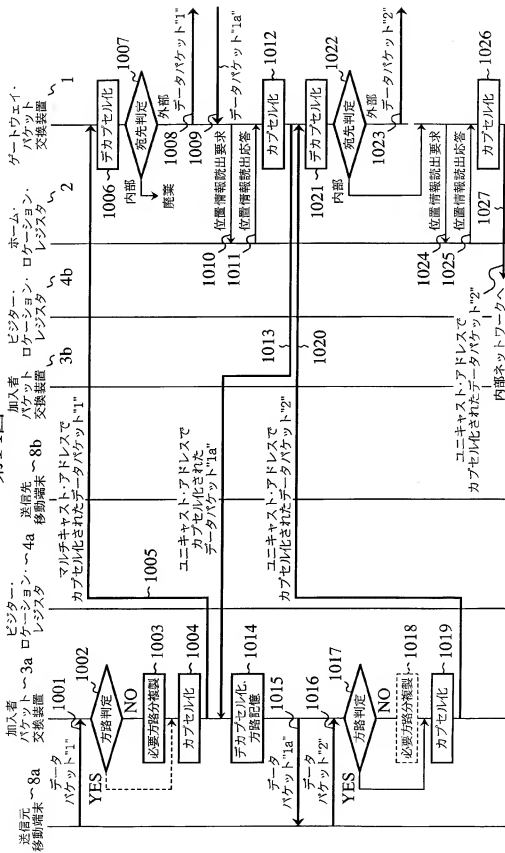 送信元
移動端末 ~8a
加入者
パケット ~3a
交換装置
ビジター・
ロケーション・ ~4a
レジスタ
送信先
移動端末 ~8b
加入者
パケット
交換装置
3b
ビジター・
ロケーション・
レジスタ
4b
ホーム・
ロケーション・
レジスタ
2
ゲートウェイ・
パケット
交換装置
1
データ
パケット"1"
1001
方路判定
1002
YES
NO
必要方路分複製
1003
カプセル化
1004
1005
マルチキャスト・アドレスで
カプセル化されたデータパケット"1"
1006
デカプセル化
宛先判定
1007
内部
廃棄
外部
1008
データパケット"1"
1009
データパケット"1a"
1010
位置情報読出要求
1011
位置情報読出応答
カプセル化
1012
1013
ユニキャスト・アドレスで
カプセル化された
データパケット"1a"
デカプセル化、
方路記憶
1014
1015
データ
パケット"1a"
1016
データ
パケット"2"
方路判定
1017
YES
NO
必要方路分複製
1018
カプセル化
1019
1020
ユニキャスト・アドレスで
カプセル化されたデータパケット"2"
1021
デカプセル化
宛先判定
1022
内部
外部
1023
データパケット"2"
1024
位置情報読出要求
1025
位置情報読出応答
カプセル化
1026
1027
ユニキャスト・アドレスで
カプセル化されたデータパケット"2"
内部ネットワークへ